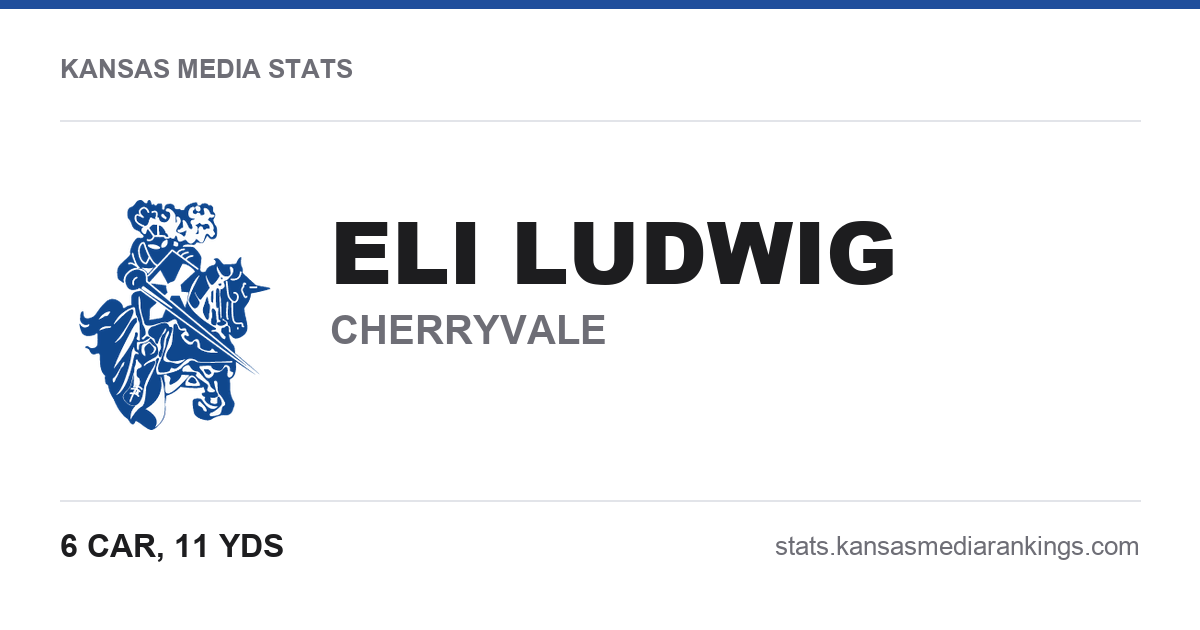 KANSAS MEDIA STATS
ELI LUDWIG
CHERRYVALE
6 CAR, 11 YDS
stats.kansasmediarankings.com